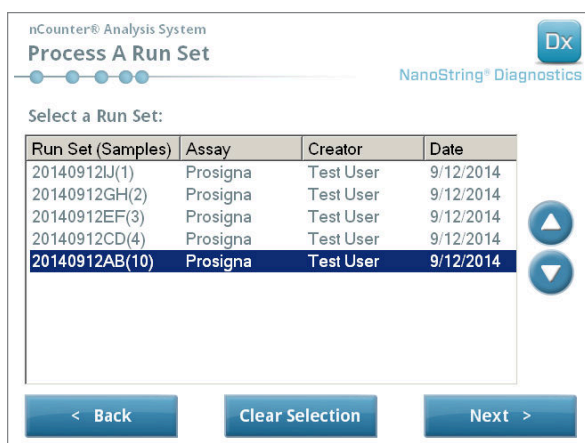 nCounter® Analysis System
Process A Run Set
Dx
NanoString® Diagnostics
Select a Run Set:
Run Set (Samples) Assay Creator Date
20140912IJ(1) Prosigna Test User 9/12/2014
20140912GH(2) Prosigna Test User 9/12/2014
20140912EF(3) Prosigna Test User 9/12/2014
20140912CD(4) Prosigna Test User 9/12/2014
20140912AB(10) Prosigna Test User 9/12/2014
< Back Clear Selection Next >